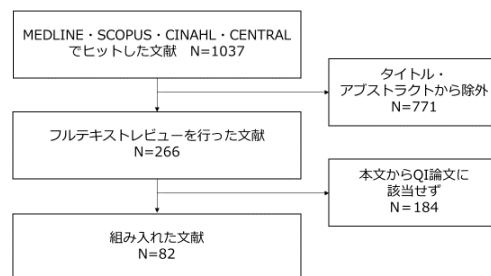 MEDLINE・SCOPUS・CINAHL・CENTRAL
でヒットした文献 N=1037
タイトル・
アブストラクトから除外
N=771
フルテキストレビューを行った文献
N=266
本文からQI論文に
該当せず
N=184
組み入れた文献
N=82